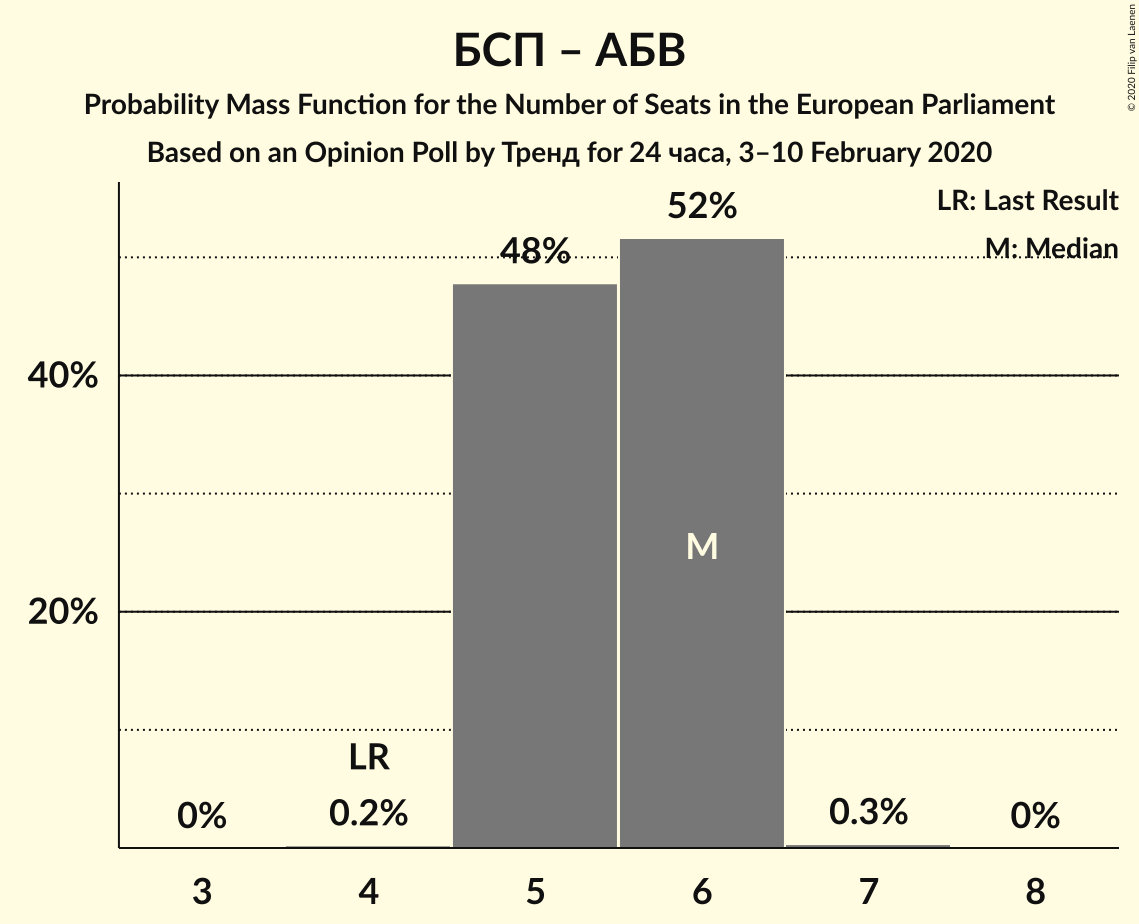 БСП – АБВ
Probability Mass Function for the Number of Seats in the European Parliament
Based on an Opinion Poll by Тренд for 24 часа, 3–10 February 2020
© 2020 Filip van Laenen
LR: Last Result
M: Median
52%
48%
40%
M
20%
LR
0%
0.2%
0.3%
0%
3 4 5 6 7 8